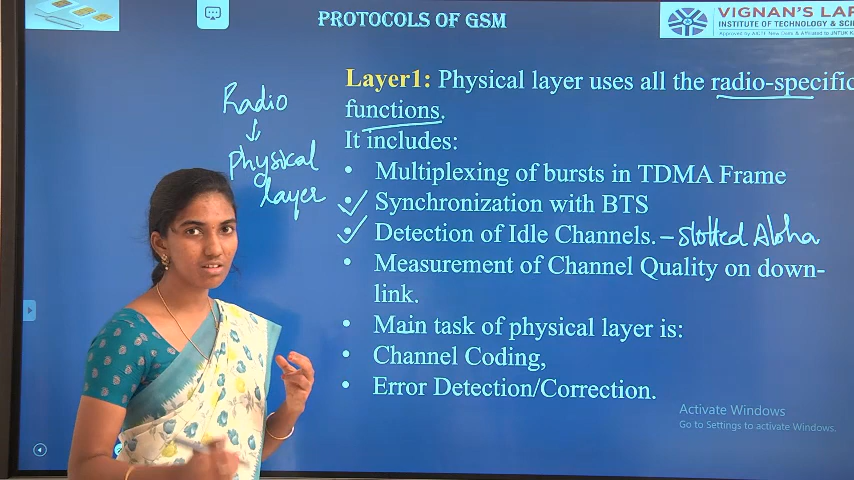 PROTOCOLS OF GSM
VIGNAN'S
INSTITUTE OF TECHNOLOGY &
Layer1: Physical layer uses all the radio-specific
functions.
It includes:
• Multiplexing of bursts in TDMA Frame
• Synchronization with BTS
• Detection of Idle Channels. – Slotted Aloha
• Measurement of Channel Quality on down-
link.
• Main task of physical layer is:
• Channel Coding,
• Error Detection/Correction.
Radio
Physical
layer
Activate Windows
Go to Settings to activate Windows.